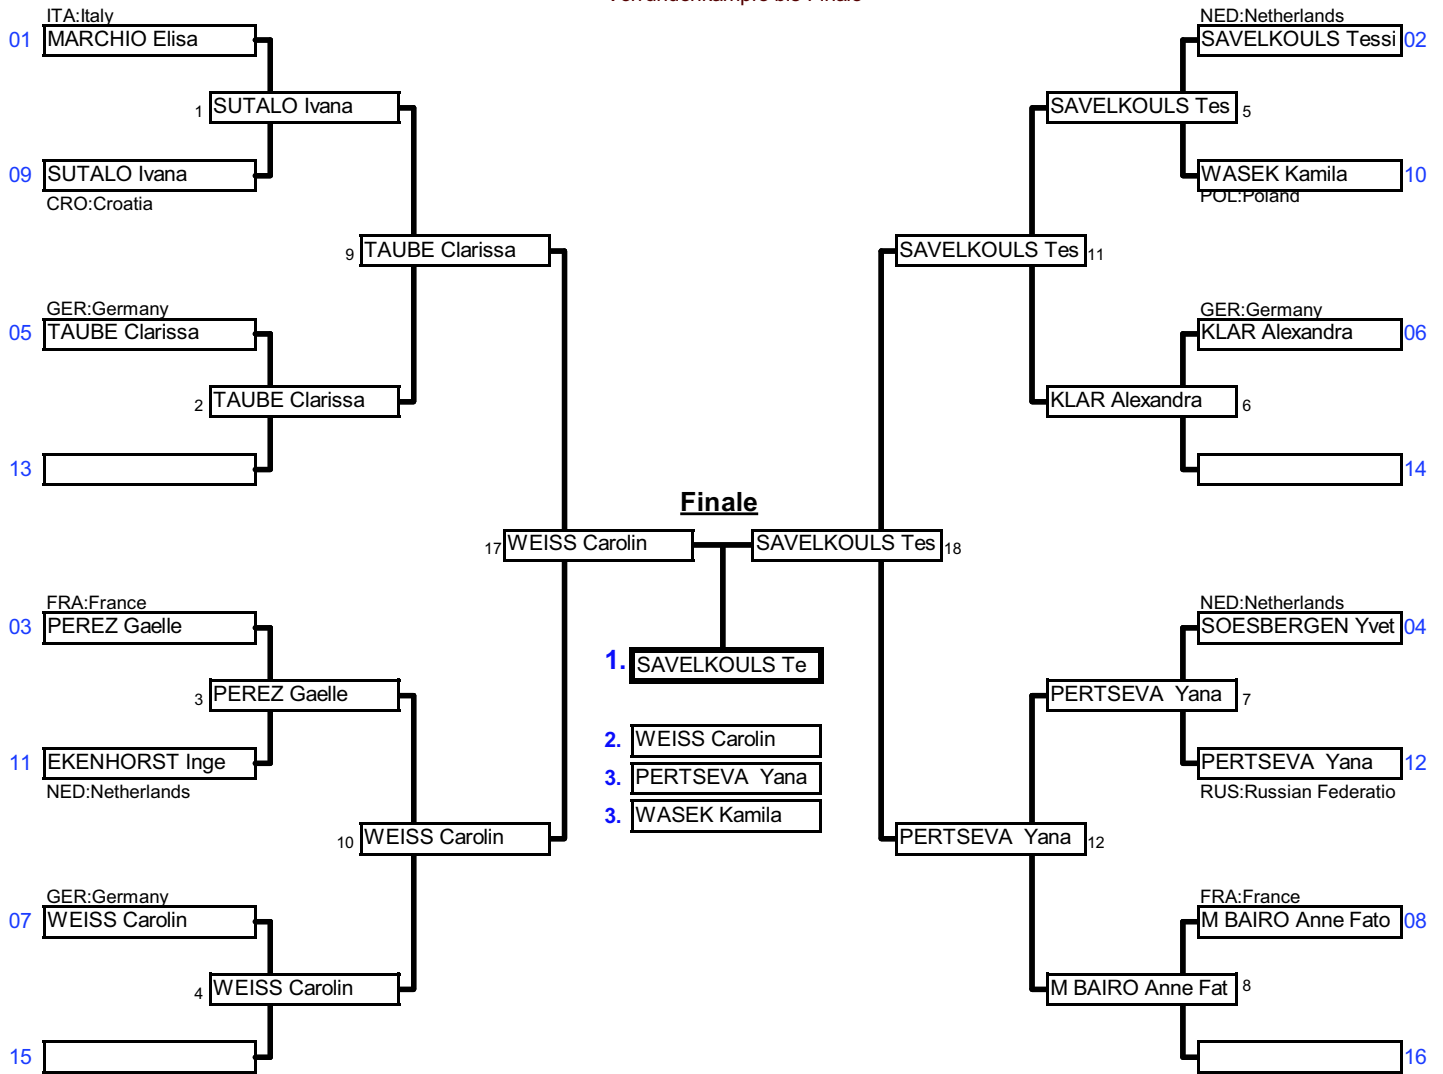 ITA:Italy
01 MARCHIO Elisa
1 SUTALO Ivana
09 SUTALO Ivana
CRO:Croatia
9 TAUBE Clarissa
GER:Germany
05 TAUBE Clarissa
2 TAUBE Clarissa
13
17 WEISS Carolin
FRA:France
03 PEREZ Gaelle
3 PEREZ Gaelle
11 EKENHORST Inge
NED:Netherlands
10 WEISS Carolin
GER:Germany
07 WEISS Carolin
4 WEISS Carolin
15
Finale
1. SAVELKOULS Te
2. WEISS Carolin
3. PERTSEVA Yana
3. WASEK Kamila
NED:Netherlands
SAVELKOULS Tessi 02
SAVELKOULS Tes 5
WASEK Kamila 10
POL:Poland
SAVELKOULS Tes 11
GER:Germany
KLAR Alexandra 06
KLAR Alexandra 6
14
SAVELKOULS Tes 18
NED:Netherlands
SOESBERGEN Yvet 04
PERTSEVA Yana 7
PERTSEVA Yana 12
RUS:Russian Federatio
PERTSEVA Yana 12
FRA:France
M BAIRO Anne Fato 08
M BAIRO Anne Fat 8
16